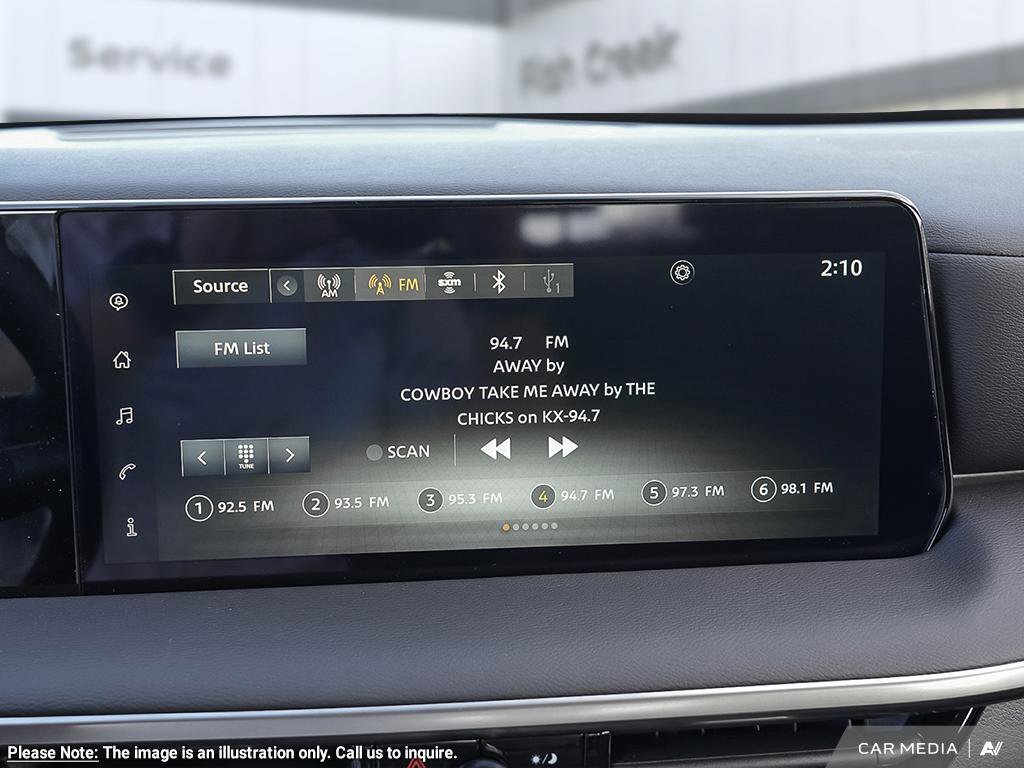 Service
Fish Creek
2:10
Source AM FM sxm 1
FM List
94.7 FM
AWAY by
COWBOY TAKE ME AWAY by THE
CHICKS on KX-94.7
TUNE
SCAN
1 92.5 FM 2 93.5 FM 3 95.3 FM 4 94.7 FM 5 97.3 FM 6 98.1 FM
Please Note: The image is an illustration only. Call us to inquire.
CAR MEDIA